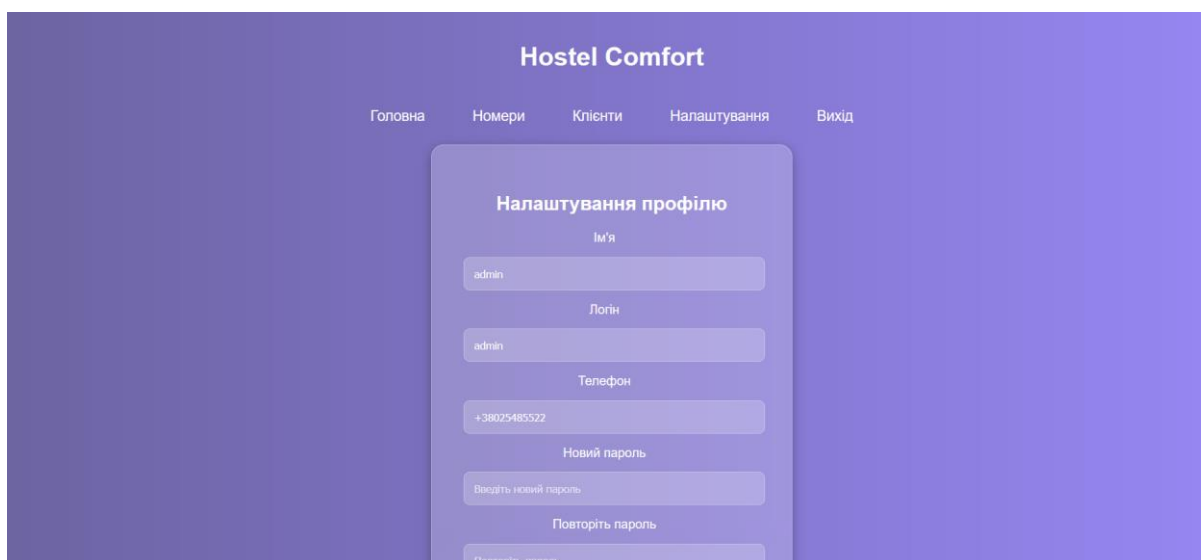 Hostel Comfort
Головна Номери Клієнти Налаштування Вихід
Налаштування профілю
Ім'я
admin
Логін
admin
Телефон
+38025485522
Новий пароль
Введіть новий пароль
Повторіть пароль